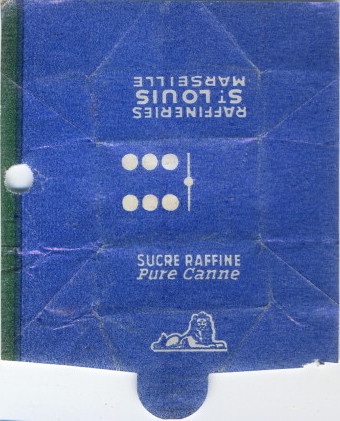 RAFFINERIES
ST LOUIS
MARSEILLE
SUCRE RAFFINE
Pure Canne